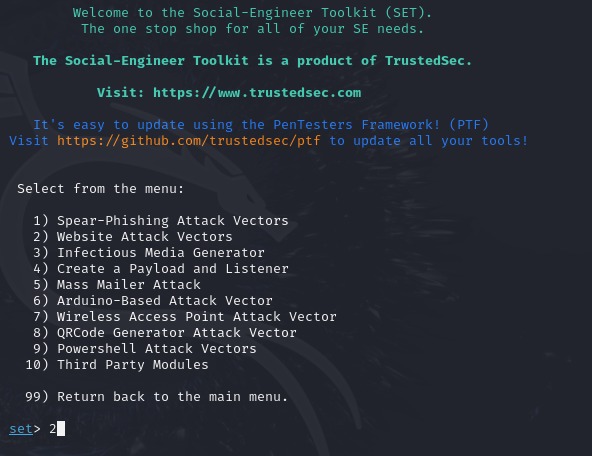 Welcome to the Social-Engineer Toolkit (SET).
The one stop shop for all of your SE needs.
The Social-Engineer Toolkit is a product of TrustedSec.
Visit: https://www.trustedsec.com
It's easy to update using the PenTesters Framework! (PTF)
Visit https://github.com/trustedsec/ptf to update all your tools!
Select from the menu:
1) Spear-Phishing Attack Vectors
2) Website Attack Vectors
3) Infectious Media Generator
4) Create a Payload and Listener
5) Mass Mailer Attack
6) Arduino-Based Attack Vector
7) Wireless Access Point Attack Vector
8) QRCode Generator Attack Vector
9) Powershell Attack Vectors
10) Third Party Modules
99) Return back to the main menu.
set> 2